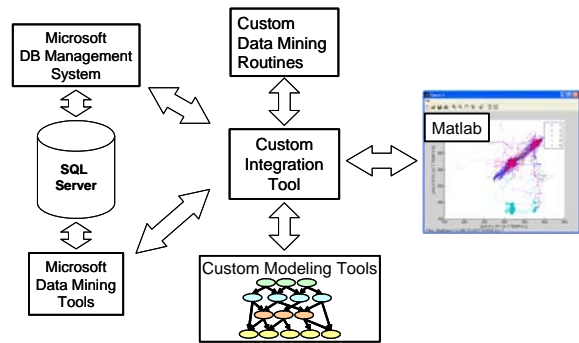 Microsoft
DB Management
System
Custom
Data Mining
Routines
SQL
Server
Custom
Integration
Tool
Matlab
Microsoft
Data Mining
Tools
Custom Modeling Tools